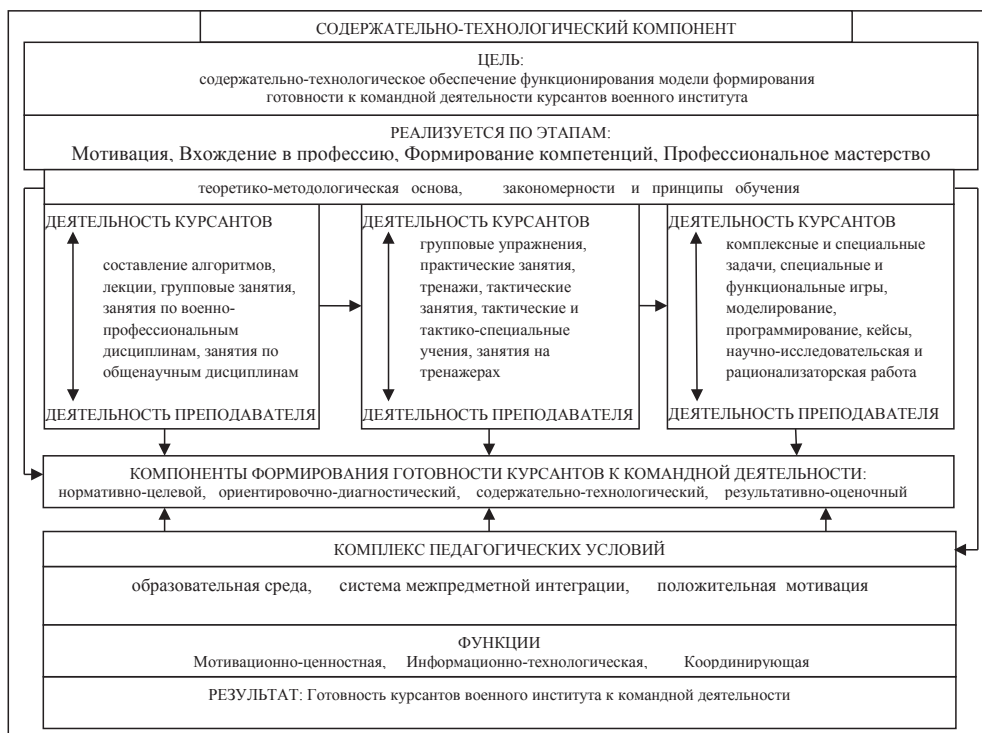 СОДЕРЖАТЕЛЬНО-ТЕХНОЛОГИЧЕСКИЙ КОМПОНЕНТ
ЦЕЛЬ:
содержательно-технологическое обеспечение функционирования модели формирования
готовности к командной деятельности курсантов военного института
РЕАЛИЗУЕТСЯ ПО ЭТАПАМ:
Мотивация, Вхождение в профессию, Формирование компетенций, Профессиональное мастерство
теоретико-методологическая основа, закономерности и принципы обучения
ДЕЯТЕЛЬНОСТЬ КУРСАНТОВ
составление алгоритмов,
лекции, групповые занятия,
занятия по военно-
профессиональным
дисциплинам, занятия по
общенаучным дисциплинам
ДЕЯТЕЛЬНОСТЬ ПРЕПОДАВАТЕЛЯ
ДЕЯТЕЛЬНОСТЬ КУРСАНТОВ
групповые упражнения,
практические занятия,
тренажи, тактические
занятия, тактические и
тактико-специальные
учения, занятия на
тренажерах
ДЕЯТЕЛЬНОСТЬ ПРЕПОДАВАТЕЛЯ
ДЕЯТЕЛЬНОСТЬ КУРСАНТОВ
комплексные и специальные
задачи, специальные и
функциональные игры,
моделирование,
программирование, кейсы,
научно-исследовательская и
рационализаторская работа
ДЕЯТЕЛЬНОСТЬ ПРЕПОДАВАТЕЛЯ
КОМПОНЕНТЫ ФОРМИРОВАНИЯ ГОТОВНОСТИ КУРСАНТОВ К КОМАНДНОЙ ДЕЯТЕЛЬНОСТИ:
нормативно-целевой, ориентировочно-диагностический, содержательно-технологический, результативно-оценочный
КОМПЛЕКС ПЕДАГОГИЧЕСКИХ УСЛОВИЙ
образовательная среда, система межпредметной интеграции, положительная мотивация
ФУНКЦИИ
Мотивационно-ценностная, Информационно-технологическая, Координирующая
РЕЗУЛЬТАТ: Готовность курсантов военного института к командной деятельности